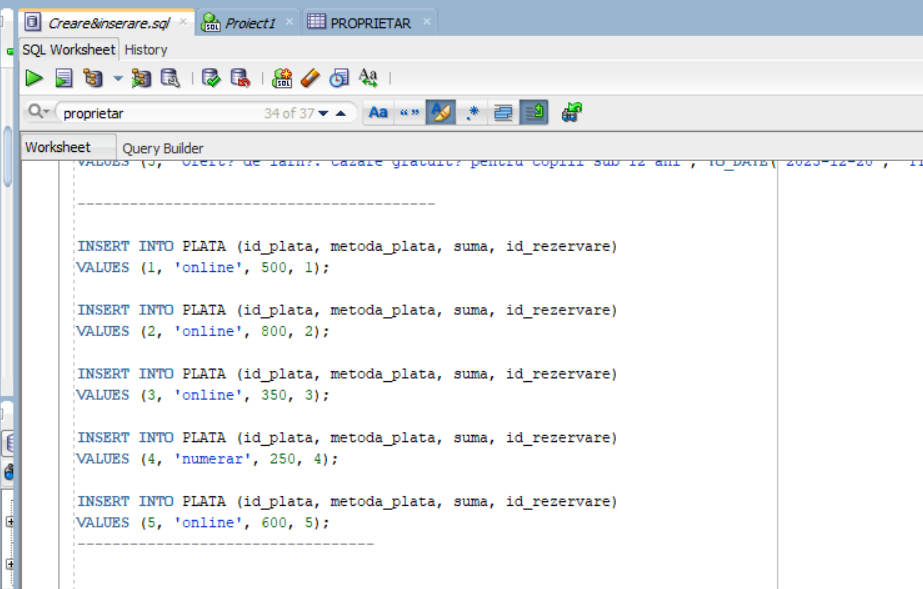 Creare&inserare.sql × Proiect1 × PROPRIETAR ×
SQL Worksheet History
proprietar 34 of 37 Aa “ ” .*
Worksheet Query Builder
de iarn?: cazare gratuit? pentru copiii sub 12 ani', TO_DATE('2023-12-20',
-----------------------------------------
INSERT INTO PLATA (id_plata, metoda_plata, suma, id_rezervare)
VALUES (1, 'online', 500, 1);
INSERT INTO PLATA (id_plata, metoda_plata, suma, id_rezervare)
VALUES (2, 'online', 800, 2);
INSERT INTO PLATA (id_plata, metoda_plata, suma, id_rezervare)
VALUES (3, 'online', 350, 3);
INSERT INTO PLATA (id_plata, metoda_plata, suma, id_rezervare)
VALUES (4, 'numerar', 250, 4);
INSERT INTO PLATA (id_plata, metoda_plata, suma, id_rezervare)
VALUES (5, 'online', 600, 5);
----------------------------------